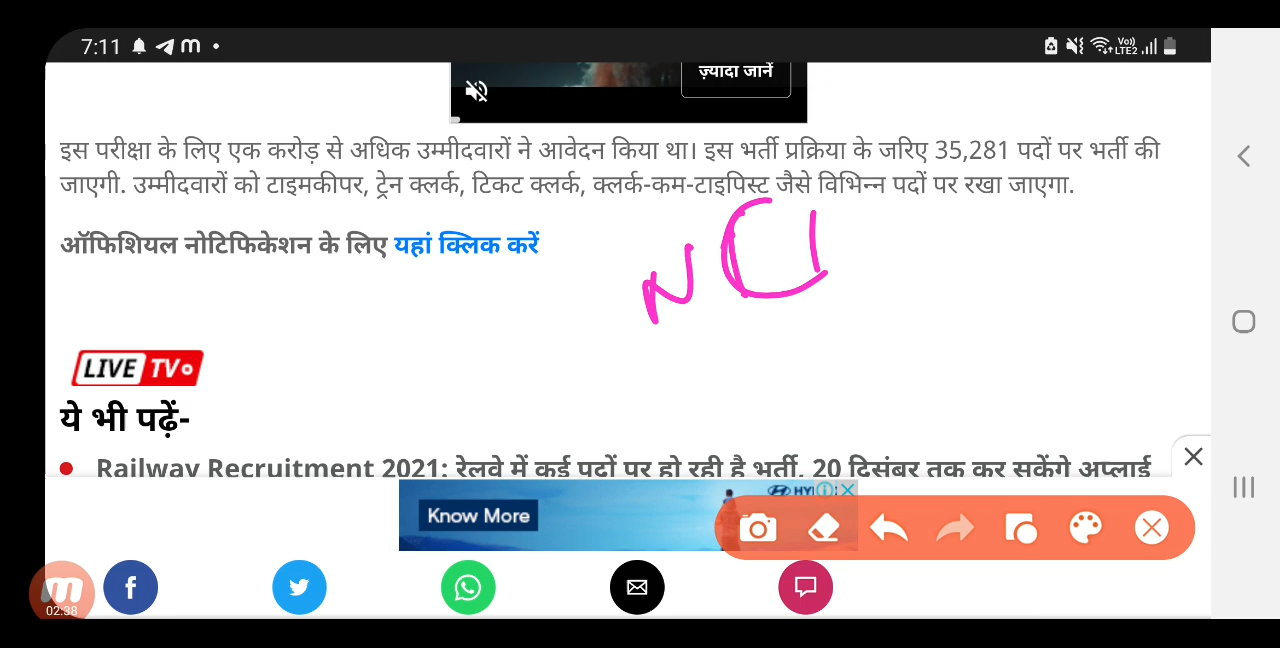 7:11
Vo)) LTE2
ज़्यादा जानें
इस परीक्षा के लिए एक करोड़ से अधिक उम्मीदवारों ने आवेदन किया था। इस भर्ती प्रक्रिया के जरिए 35,281 पदों पर भर्ती की
जाएगी. उम्मीदवारों को टाइमकीपर, ट्रेन क्लर्क, टिकट क्लर्क, क्लर्क-कम-टाइपिस्ट जैसे विभिन्न पदों पर रखा जाएगा.
ऑफिशियल नोटिफिकेशन के लिए यहां क्लिक करें
LIVE TV
ये भी पढ़ें-
Railway Recruitment 2021: रेलवे में कई पदों पर हो रही है भर्ती, 20 दिसंबर तक कर सकेंगे अप्लाई
Know More
02:38